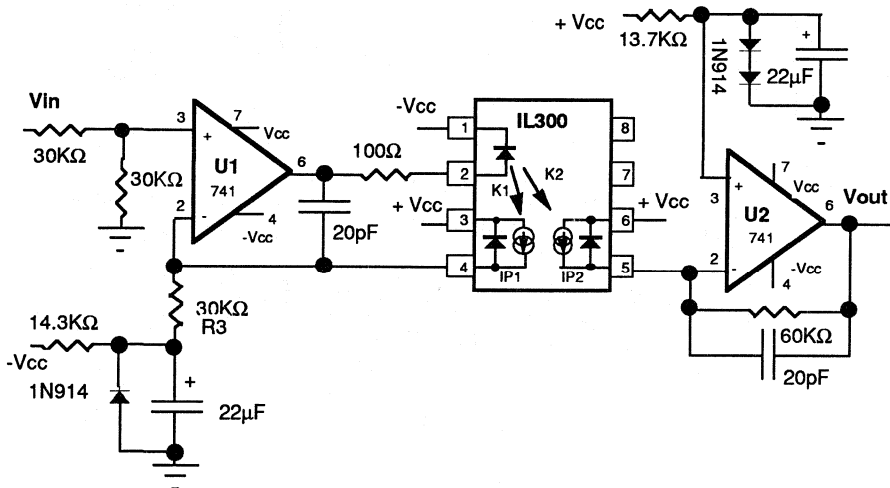 + Vcc
13.7KΩ
1N914
+
22µF
Vin
30KΩ
30KΩ
3
+
7
Vcc
U1
741
2
-
4
-Vcc
6
20pF
100Ω
-Vcc
IL300
1
2
3
4
8
7
6
5
K1
K2
+ Vcc
+ Vcc
IP1
IP2
3
+
7
Vcc
U2
741
2
-
4
-Vcc
6
Vout
60KΩ
20pF
30KΩ
R3
14.3KΩ
-Vcc
1N914
+
22µF